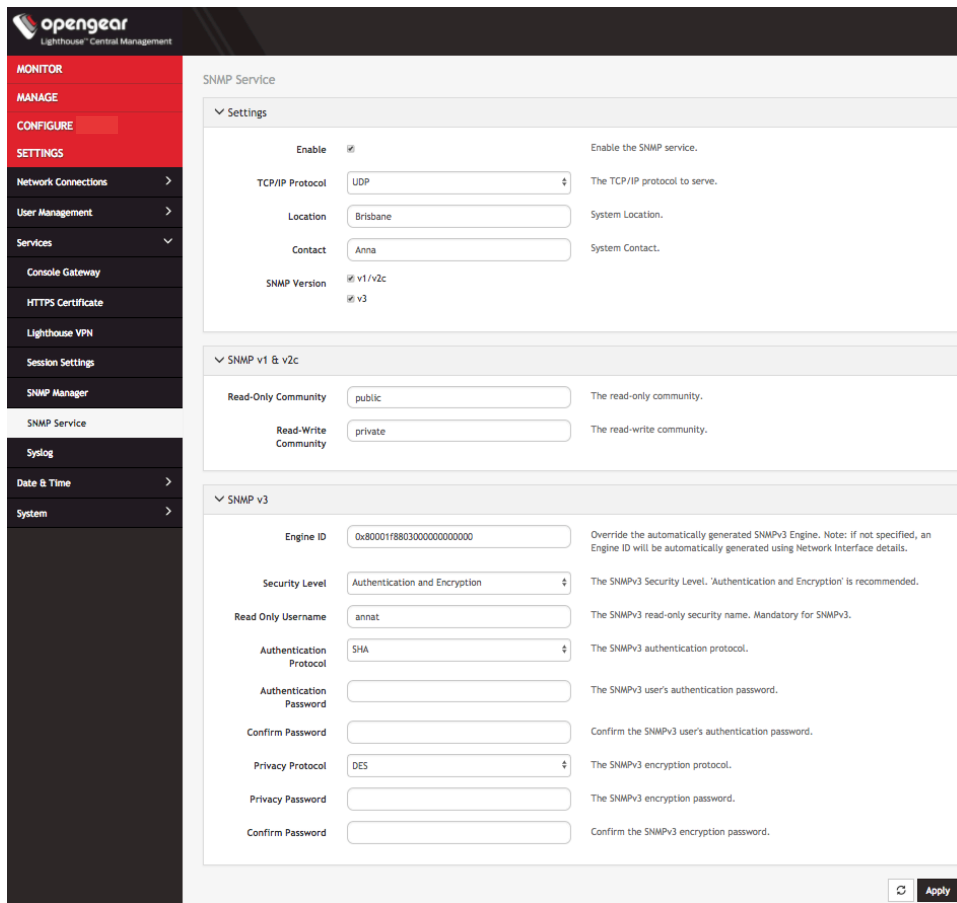 opengear
Lighthouse™ Central Management
MONITOR
MANAGE
CONFIGURE
SETTINGS
Network Connections
User Management
Services
Console Gateway
HTTPS Certificate
Lighthouse VPN
Session Settings
SNMP Manager
SNMP Service
Syslog
Date & Time
System
SNMP Service
Settings
Enable Enable the SNMP service.
TCP/IP Protocol UDP The TCP/IP protocol to serve.
Location Brisbane System Location.
Contact Anna System Contact.
SNMP Version v1/v2c
v3
SNMP v1 & v2c
Read-Only Community public The read-only community.
Read-Write Community private The read-write community.
SNMP v3
Engine ID 0x80001f8803000000000000 Override the automatically generated SNMPv3 Engine. Note: if not specified, an
Engine ID will be automatically generated using Network Interface details.
Security Level Authentication and Encryption The SNMPv3 Security Level. 'Authentication and Encryption' is recommended.
Read Only Username annat The SNMPv3 read-only security name. Mandatory for SNMPv3.
Authentication Protocol SHA The SNMPv3 authentication protocol.
Authentication Password The SNMPv3 user's authentication password.
Confirm Password Confirm the SNMPv3 user's authentication password.
Privacy Protocol DES The SNMPv3 encryption protocol.
Privacy Password The SNMPv3 encryption password.
Confirm Password Confirm the SNMPv3 encryption password.
Apply